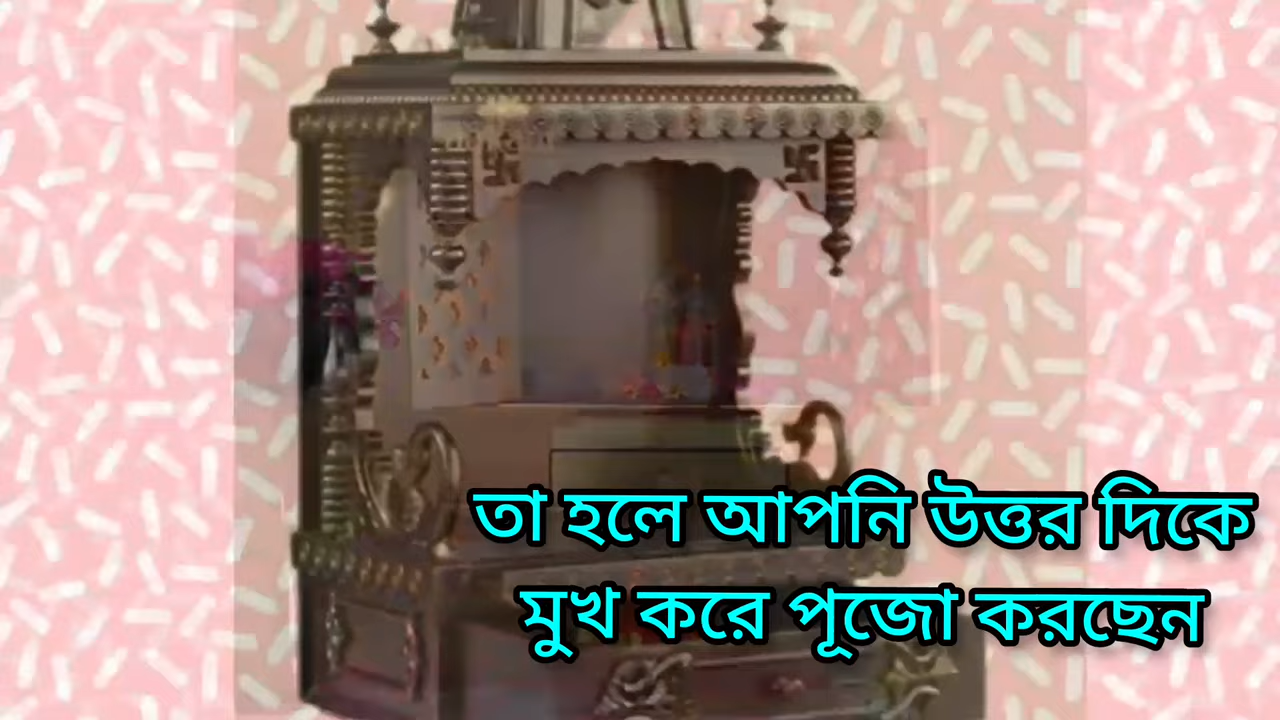 তা হলে আপনি উত্তর দিকে
মুখ করে পূজো করছেন